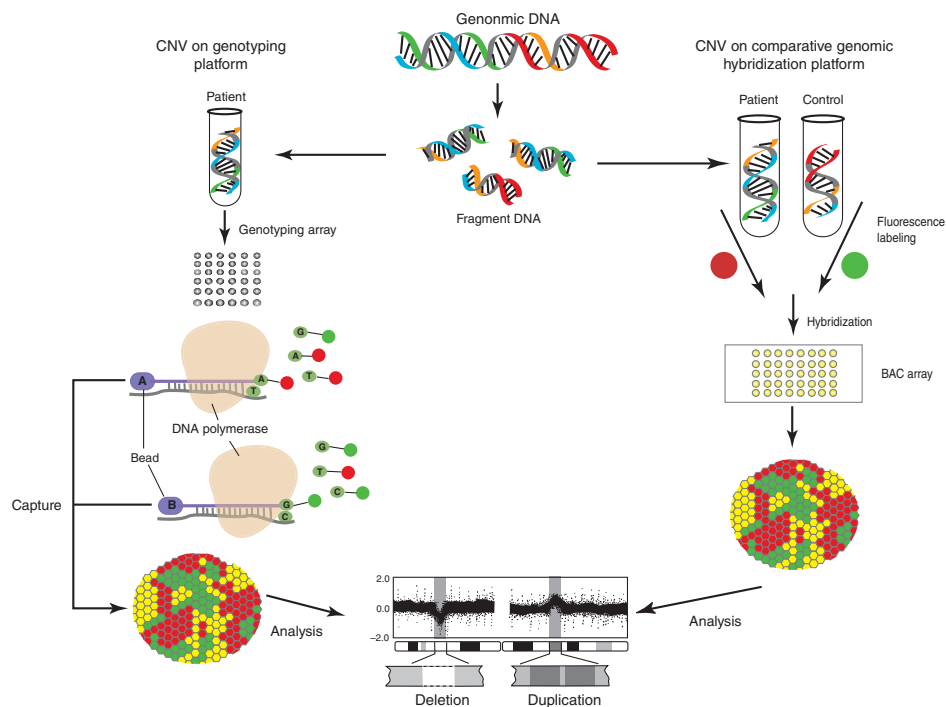 Genonmic DNA
CNV on genotyping
platform
CNV on comparative genomic
hybridization platform
Patient
Patient
Control
Fragment DNA
Fluorescence
labeling
Genotyping array
Hybridization
G
A
T
A
A
T
BAC array
DNA polymerase
Bead
G
T
C
Capture
B
G
C
2.0
0.0
−2.0
Analysis
Analysis
Deletion
Duplication